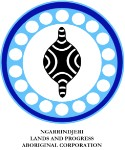 NGARRINDJERI
LANDS AND PROGRESS
ABORIGINAL CORPORATION